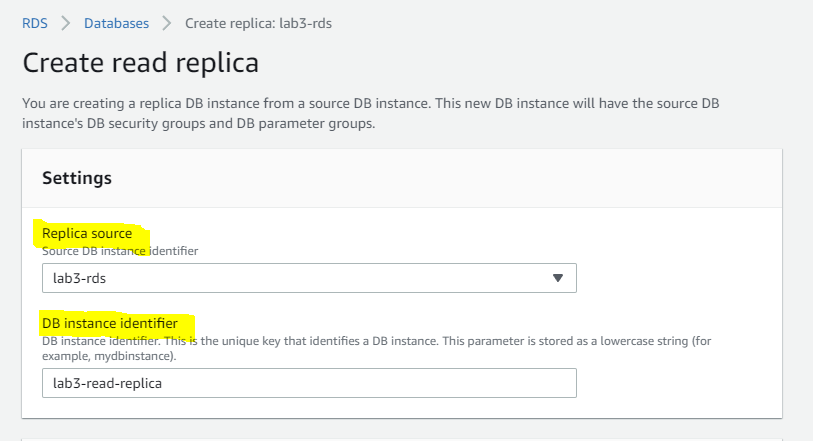 RDS > Databases > Create replica: lab3-rds
Create read replica
You are creating a replica DB instance from a source DB instance. This new DB instance will have the source DB
instance's DB security groups and DB parameter groups.
Settings
Replica source
Source DB instance identifier
lab3-rds
DB instance identifier
DB instance identifier. This is the unique key that identifies a DB instance. This parameter is stored as a lowercase string (for
example, mydbinstance).
lab3-read-replica